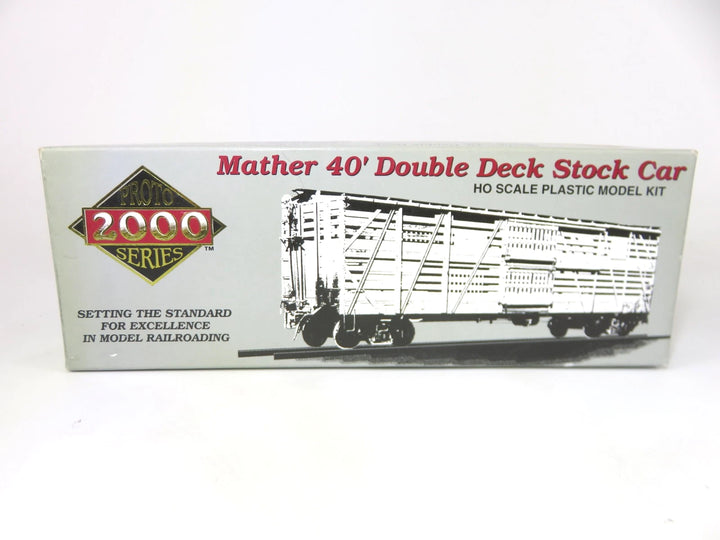 PROTO
2000
SERIES
TM
Mather 40' Double Deck Stock Car
HO SCALE PLASTIC MODEL KIT
SETTING THE STANDARD
FOR EXCELLENCE
IN MODEL RAILROADING